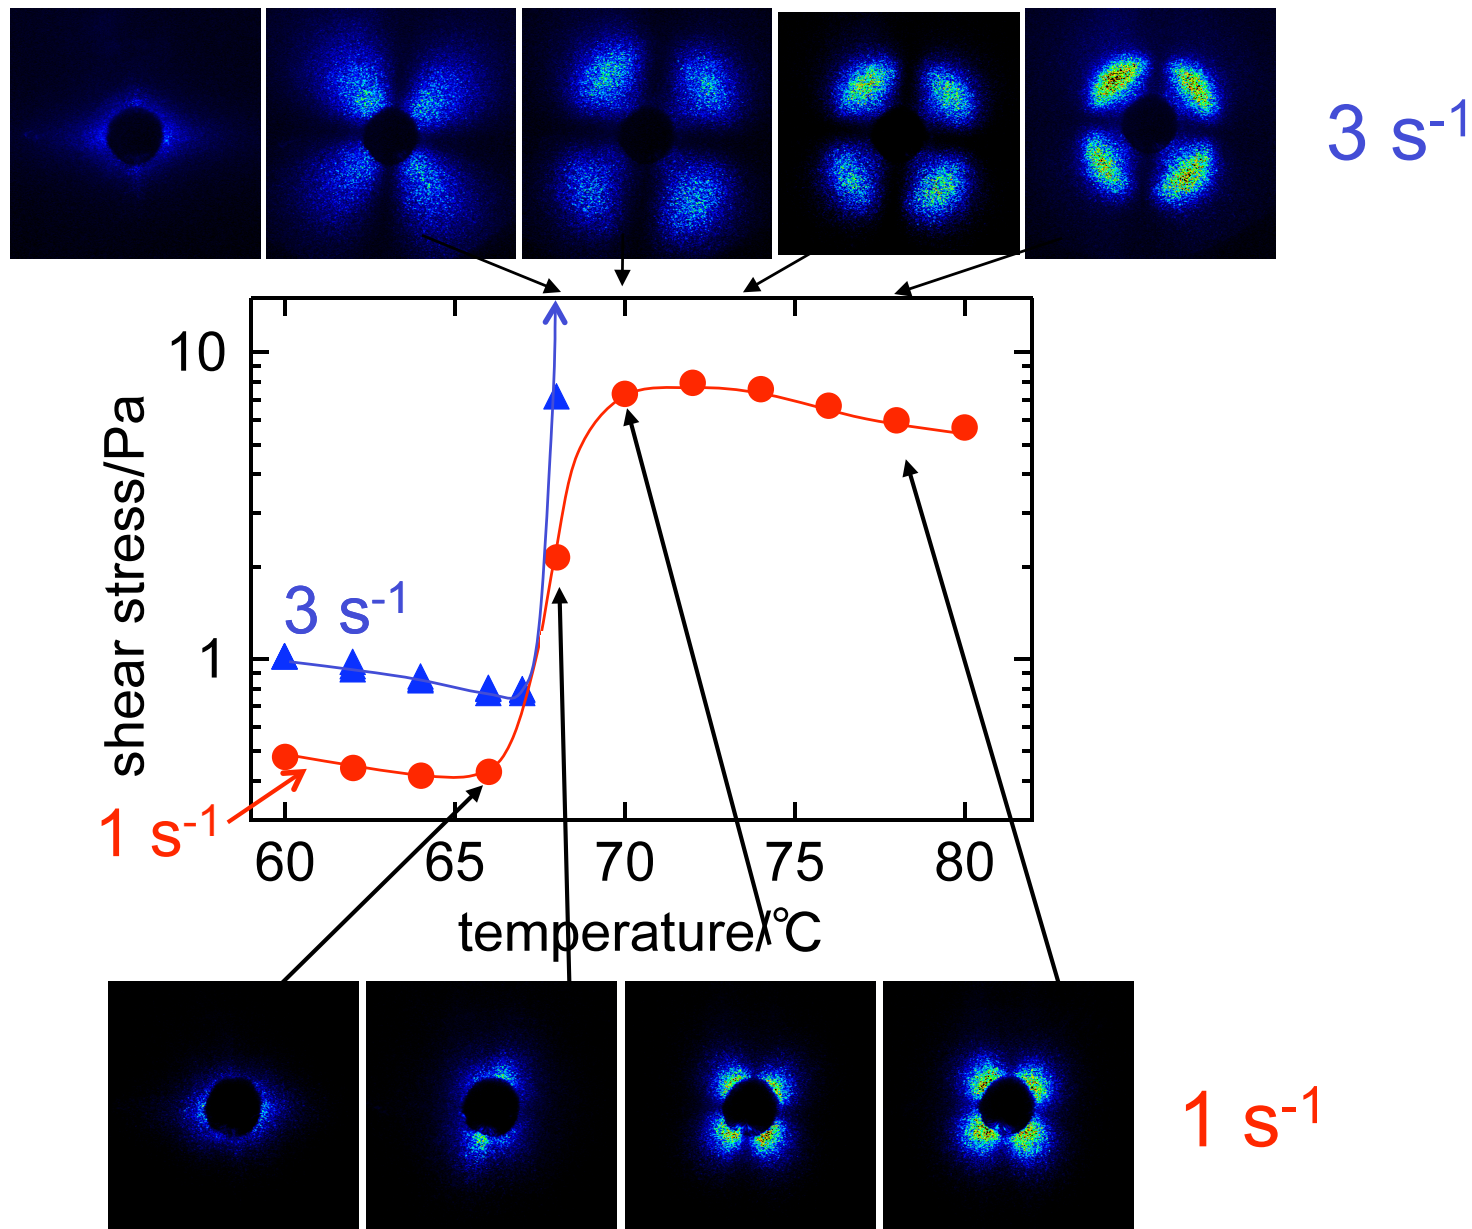 3 s-1
10
1
shear stress/Pa
3 s-1
1 s-1
60 65 70 75 80
temperature/℃
1 s-1